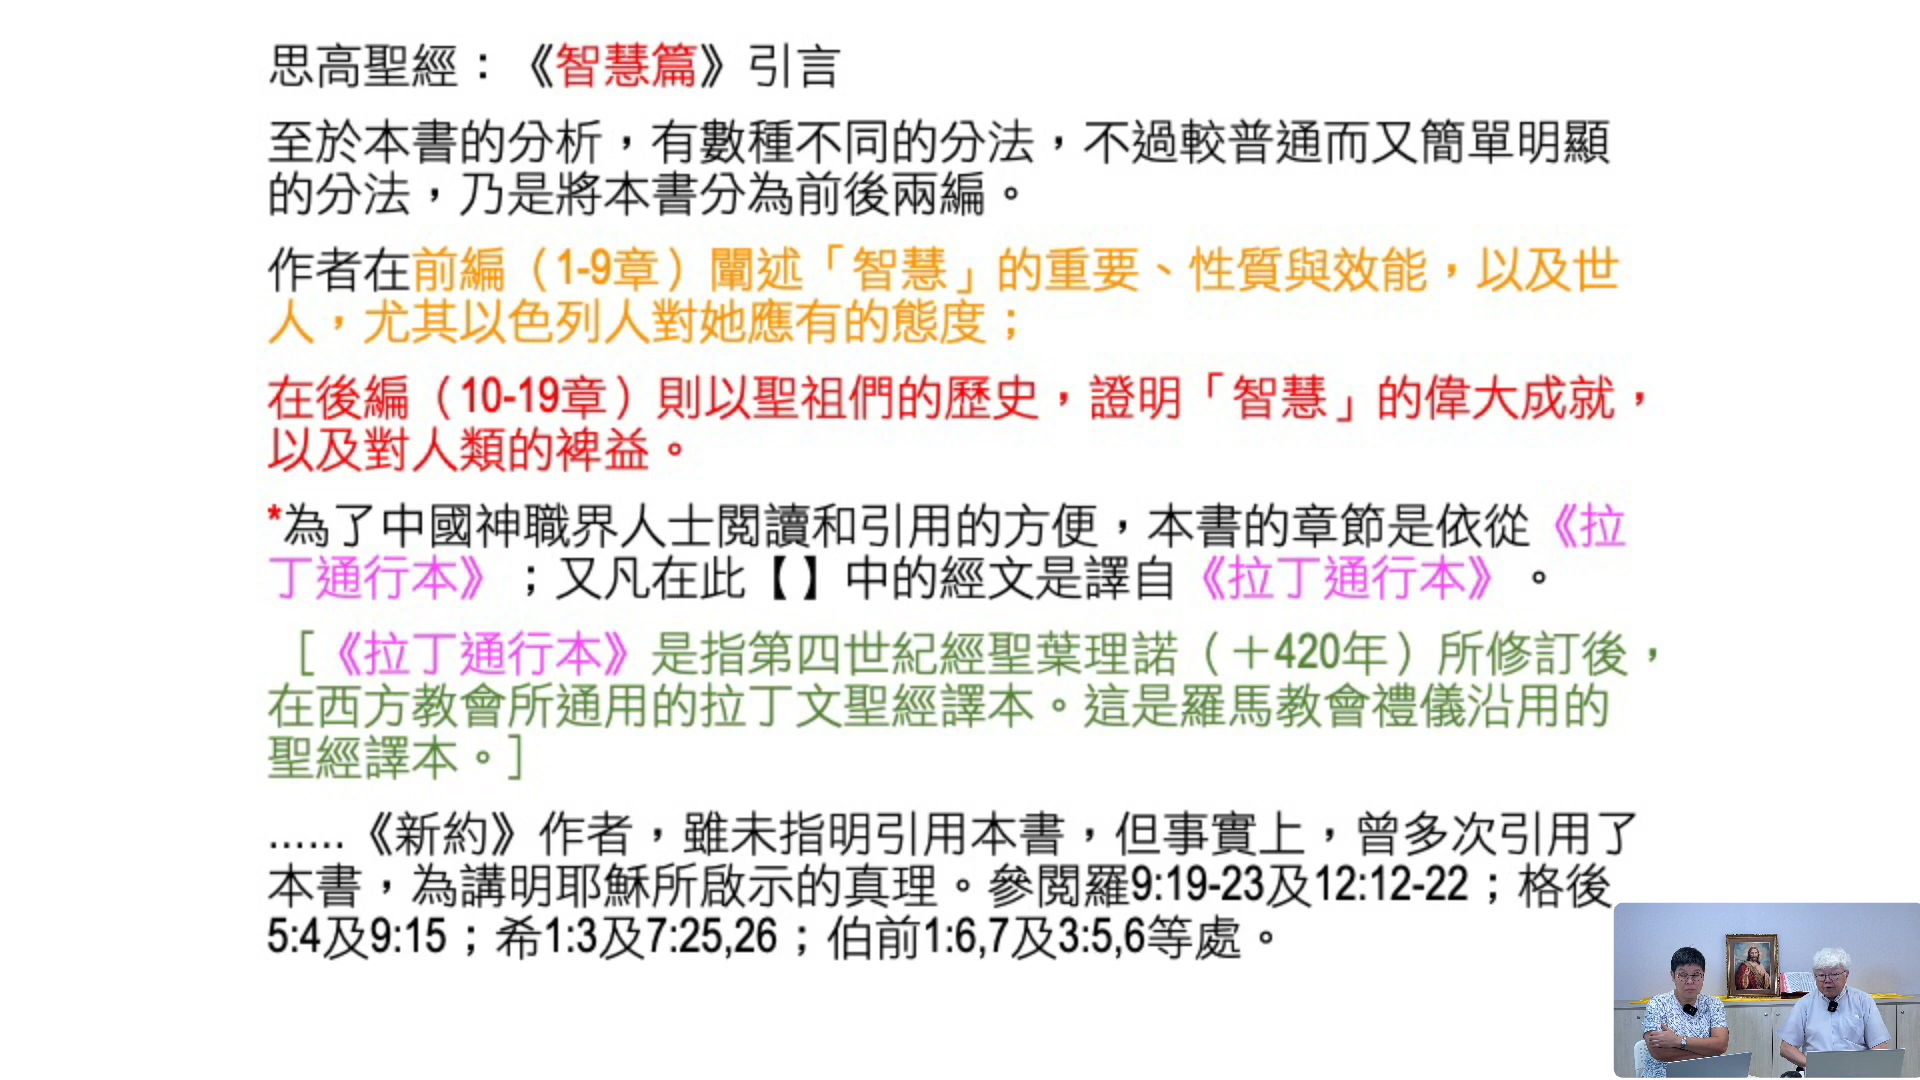 思高聖經：《智慧篇》引言
至於本書的分析，有數種不同的分法，不過較普通而又簡單明顯
的分法，乃是將本書分為前後兩編。
作者在前編（1-9章）闡述「智慧」的重要、性質與效能，以及世
人，尤其以色列人對她應有的態度；
在後編（10-19章）則以聖祖們的歷史，證明「智慧」的偉大成就，
以及對人類的裨益。
*為了中國神職界人士閱讀和引用的方便，本書的章節是依從《拉
丁通行本》；又凡在此【 】中的經文是譯自《拉丁通行本》。
［《拉丁通行本》是指第四世紀經聖葉理諾（＋420年）所修訂後，
在西方教會所通用的拉丁文聖經譯本。這是羅馬教會禮儀沿用的
聖經譯本。］
......《新約》作者，雖未指明引用本書，但事實上，曾多次引用了
本書，為講明耶穌所啟示的真理。參閱羅9:19-23及12:12-22；格後
5:4及9:15；希1:3及7:25,26；伯前1:6,7及3:5,6等處。